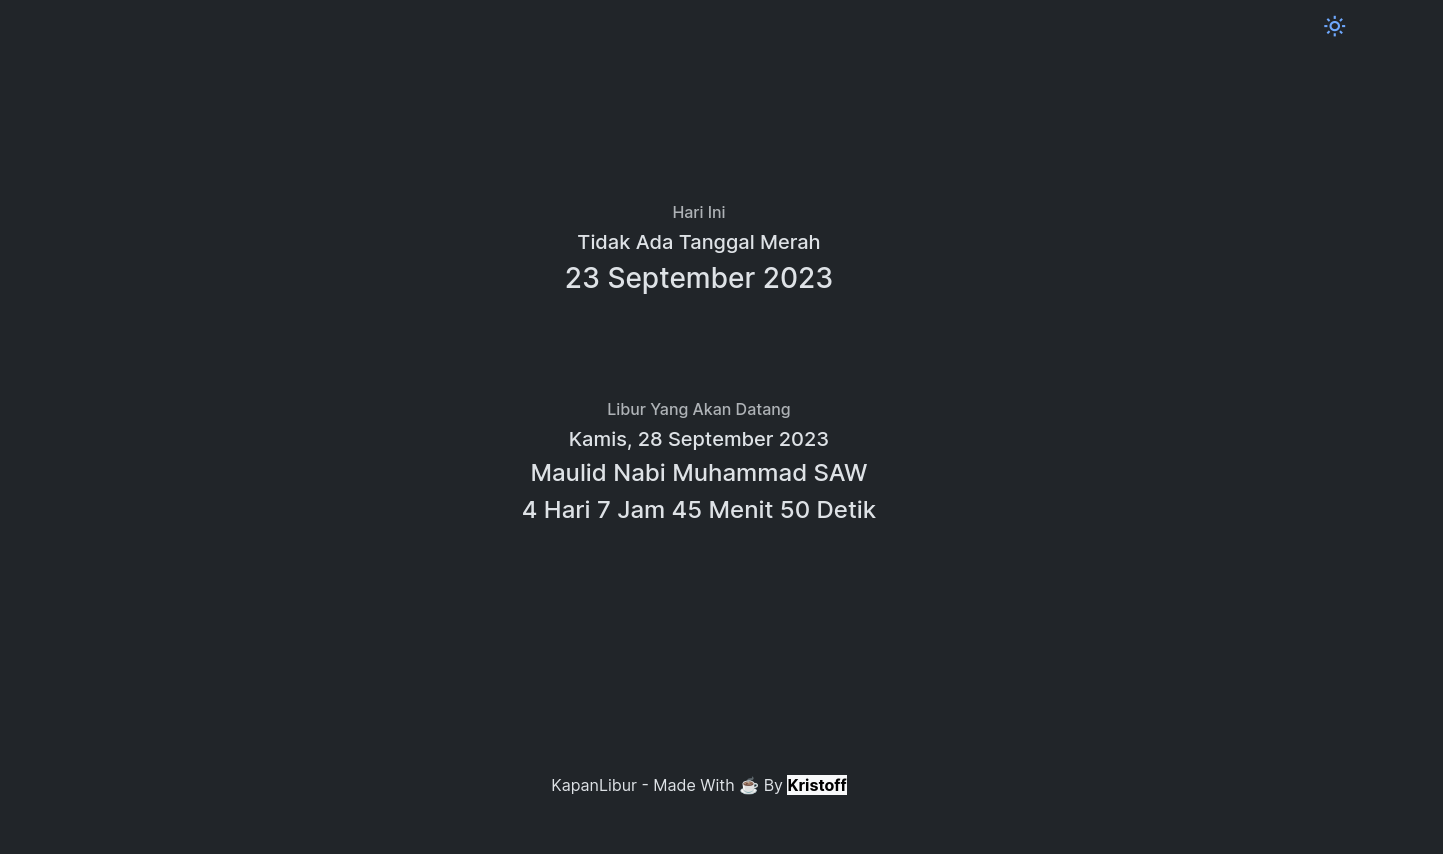 Hari Ini
Tidak Ada Tanggal Merah
23 September 2023
Libur Yang Akan Datang
Kamis, 28 September 2023
Maulid Nabi Muhammad SAW
4 Hari 7 Jam 45 Menit 50 Detik
KapanLibur - Made With ☕ By Kristoff